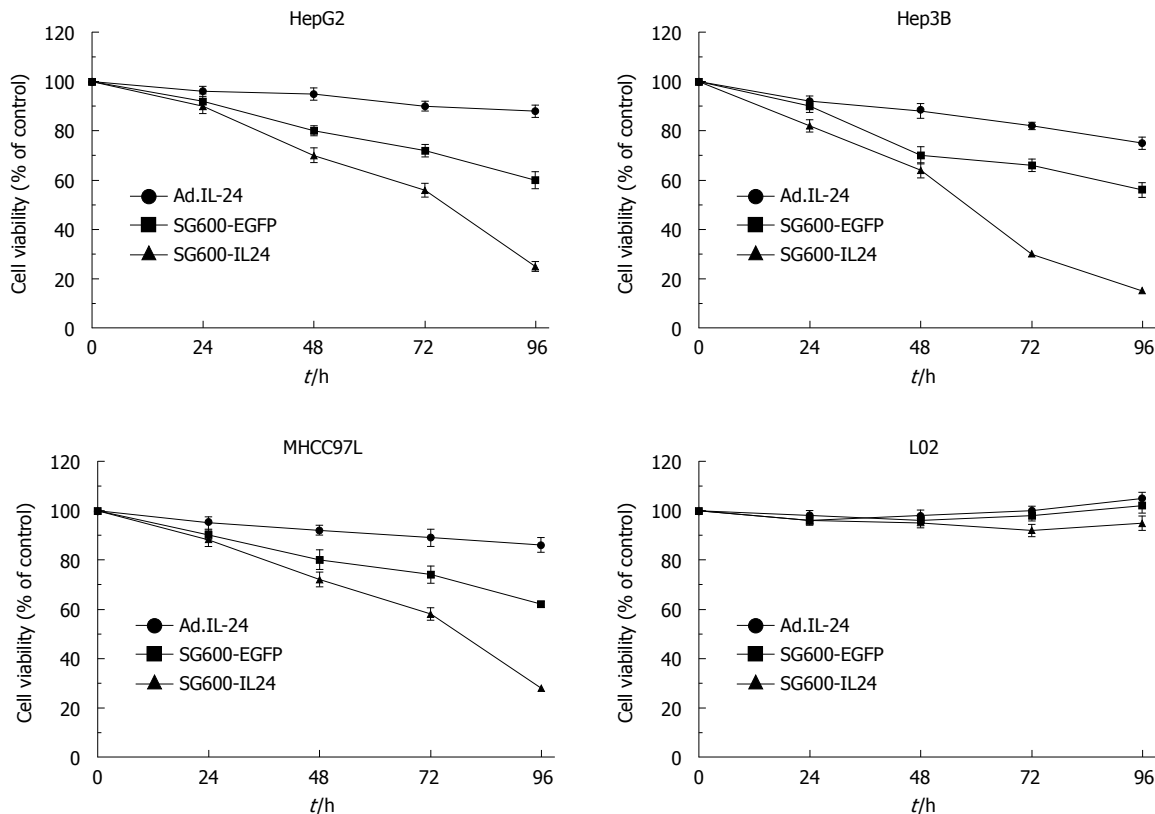 HepG2
Cell viability (% of control)
120
100
80
60
40
20
0
Ad.IL-24
SG600-EGFP
SG600-IL24
0 24 48 72 96
t/h
Hep3B
Cell viability (% of control)
120
100
80
60
40
20
0
Ad.IL-24
SG600-EGFP
SG600-IL24
0 24 48 72 96
t/h
MHCC97L
Cell viability (% of control)
120
100
80
60
40
20
0
Ad.IL-24
SG600-EGFP
SG600-IL24
0 24 48 72 96
t/h
L02
Cell viability (% of control)
120
100
80
60
40
20
0
Ad.IL-24
SG600-EGFP
SG600-IL24
0 24 48 72 96
t/h